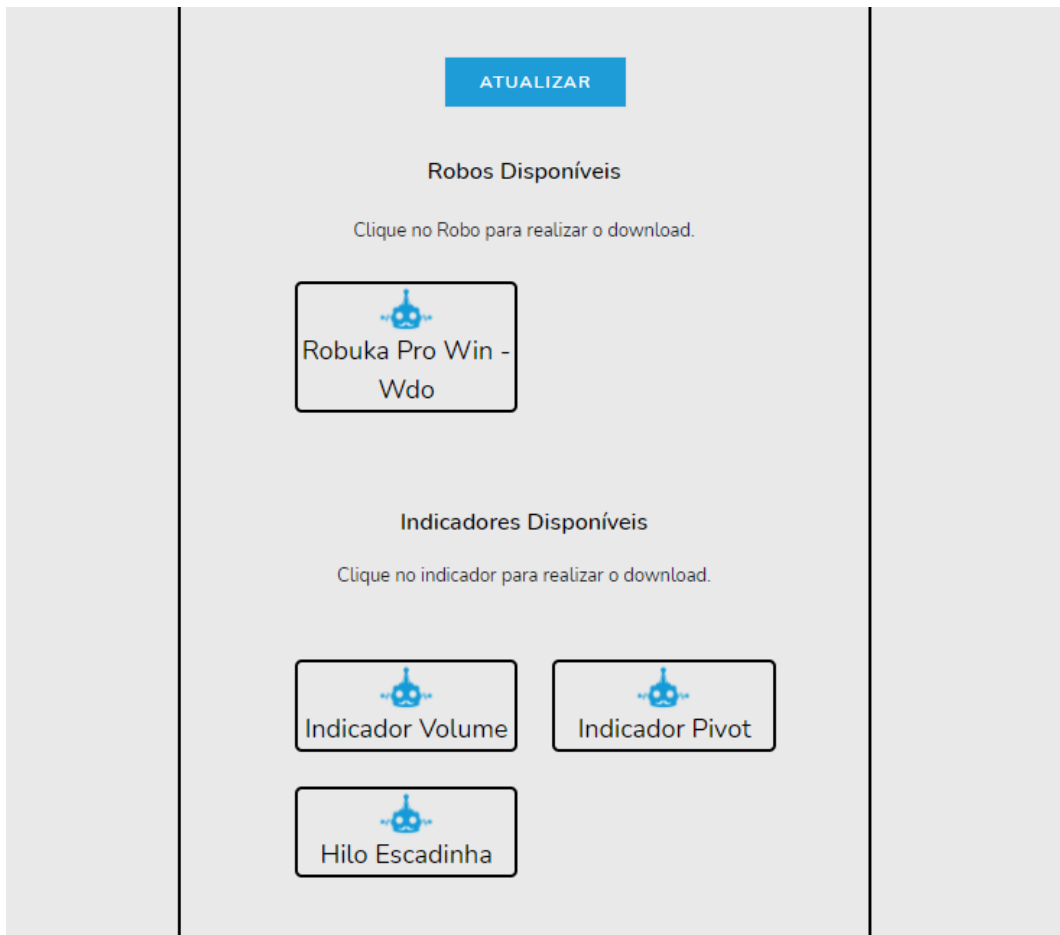 ATUALIZAR
Robos Disponíveis
Clique no Robo para realizar o download.
Robuka Pro Win -
Wdo
Indicadores Disponíveis
Clique no indicador para realizar o download.
Indicador Volume
Indicador Pivot
Hilo Escadinha